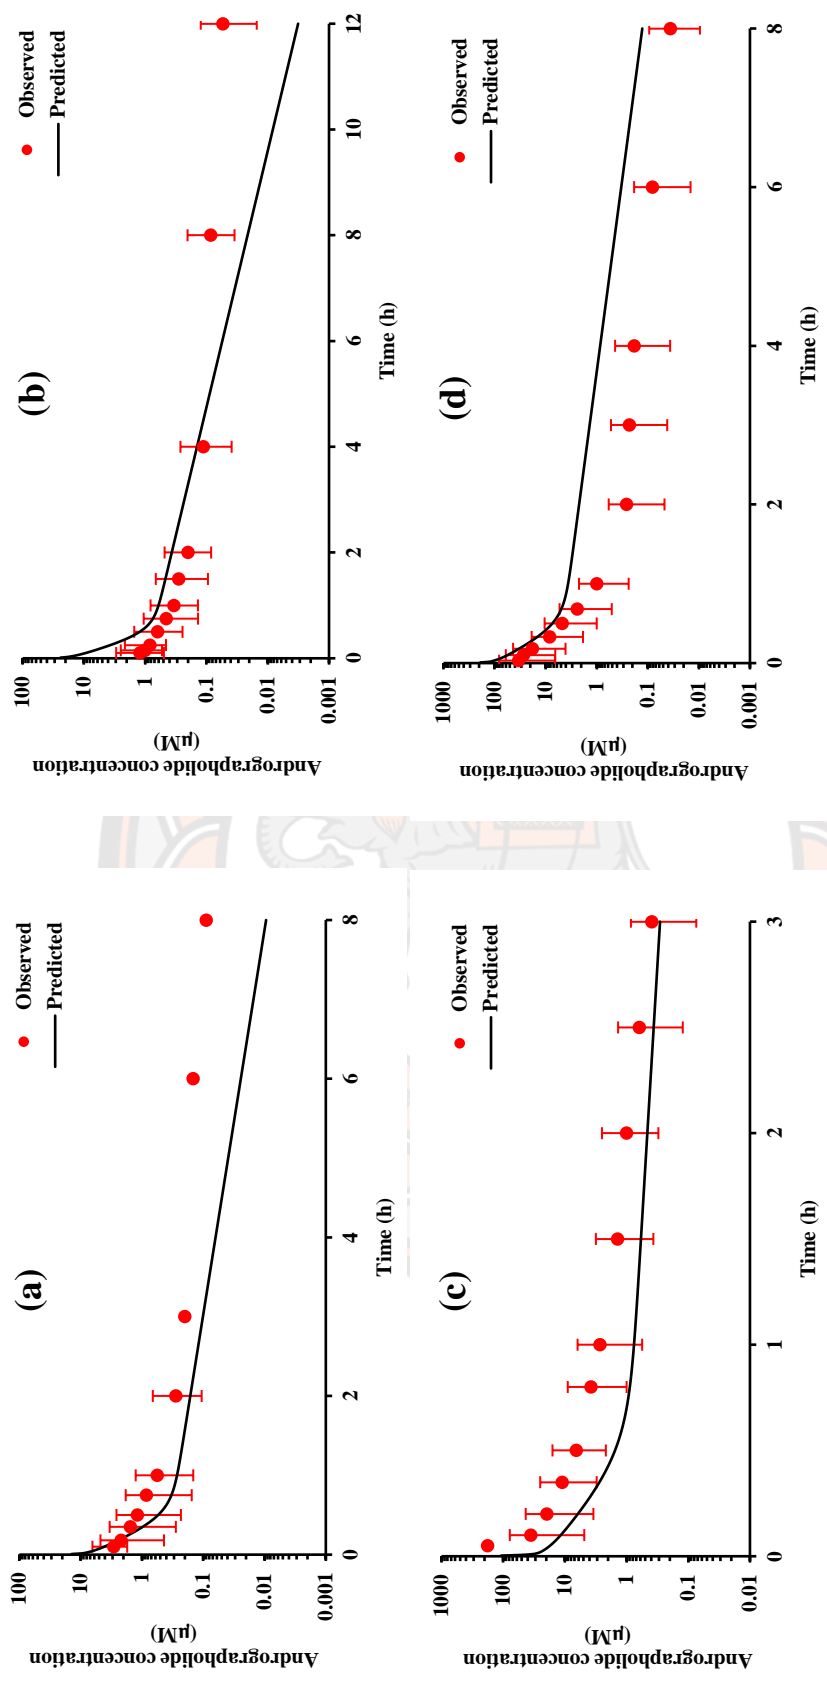 (a)
Observed
Predicted
100
10
1
0.1
0.01
0.001
0
2
4
6
8
Time (h)
Andrographolide concentration
(µM)
(b)
Observed
Predicted
100
10
1
0.1
0.01
0.001
0
2
4
6
8
10
12
Time (h)
Andrographolide concentration
(µM)
(c)
Observed
Predicted
1000
100
10
1
0.1
0.01
0
1
2
3
Time (h)
Andrographolide concentration
(µM)
(d)
Observed
Predicted
1000
100
10
1
0.1
0.01
0.001
0
2
4
6
8
Time (h)
Andrographolide concentration
(µM)